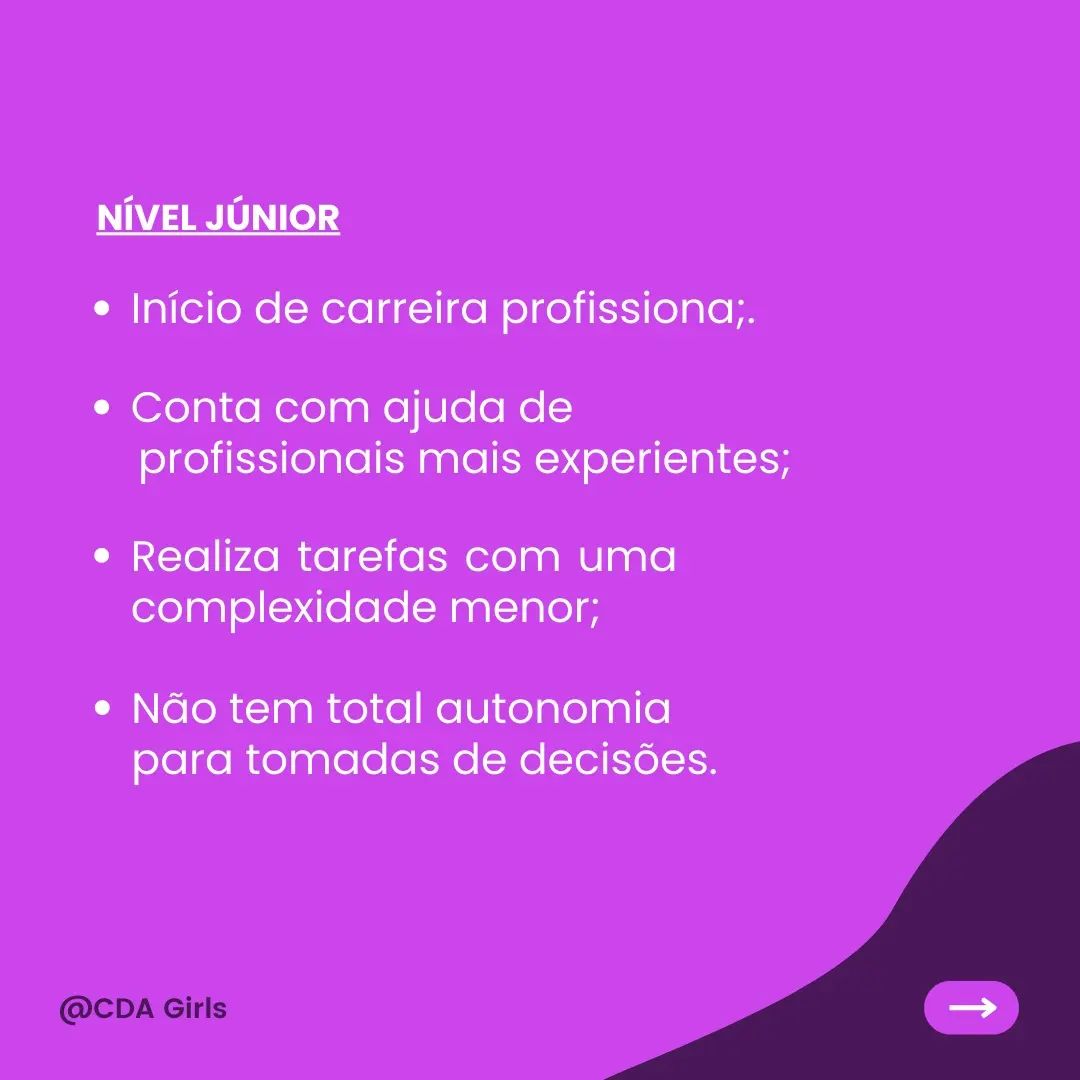 NÍVEL JÚNIOR
• Início de carreira profissiona;.
• Conta com ajuda de
profissionais mais experientes;
• Realiza tarefas com uma
complexidade menor;
• Não tem total autonomia
para tomadas de decisões.
@CDA Girls